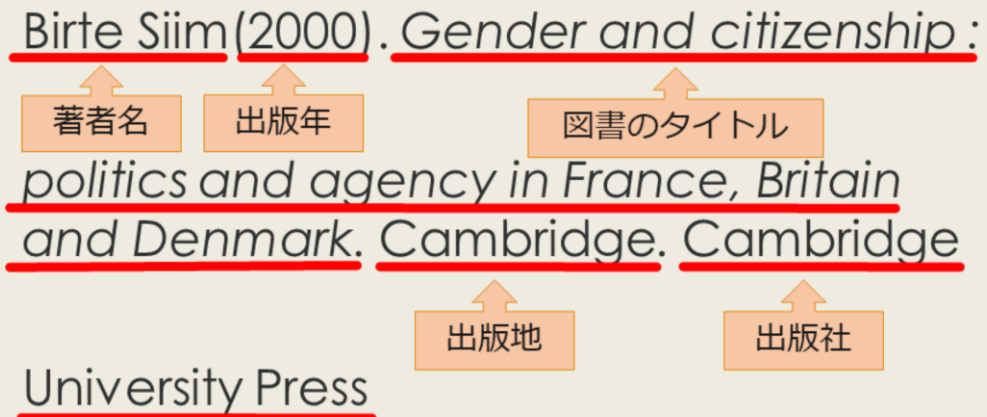 Birte Siim(2000). Gender and citizenship :
著者名
出版年
図書のタイトル
politics and agency in France, Britain
and Denmark. Cambridge. Cambridge
出版地
出版社
University Press